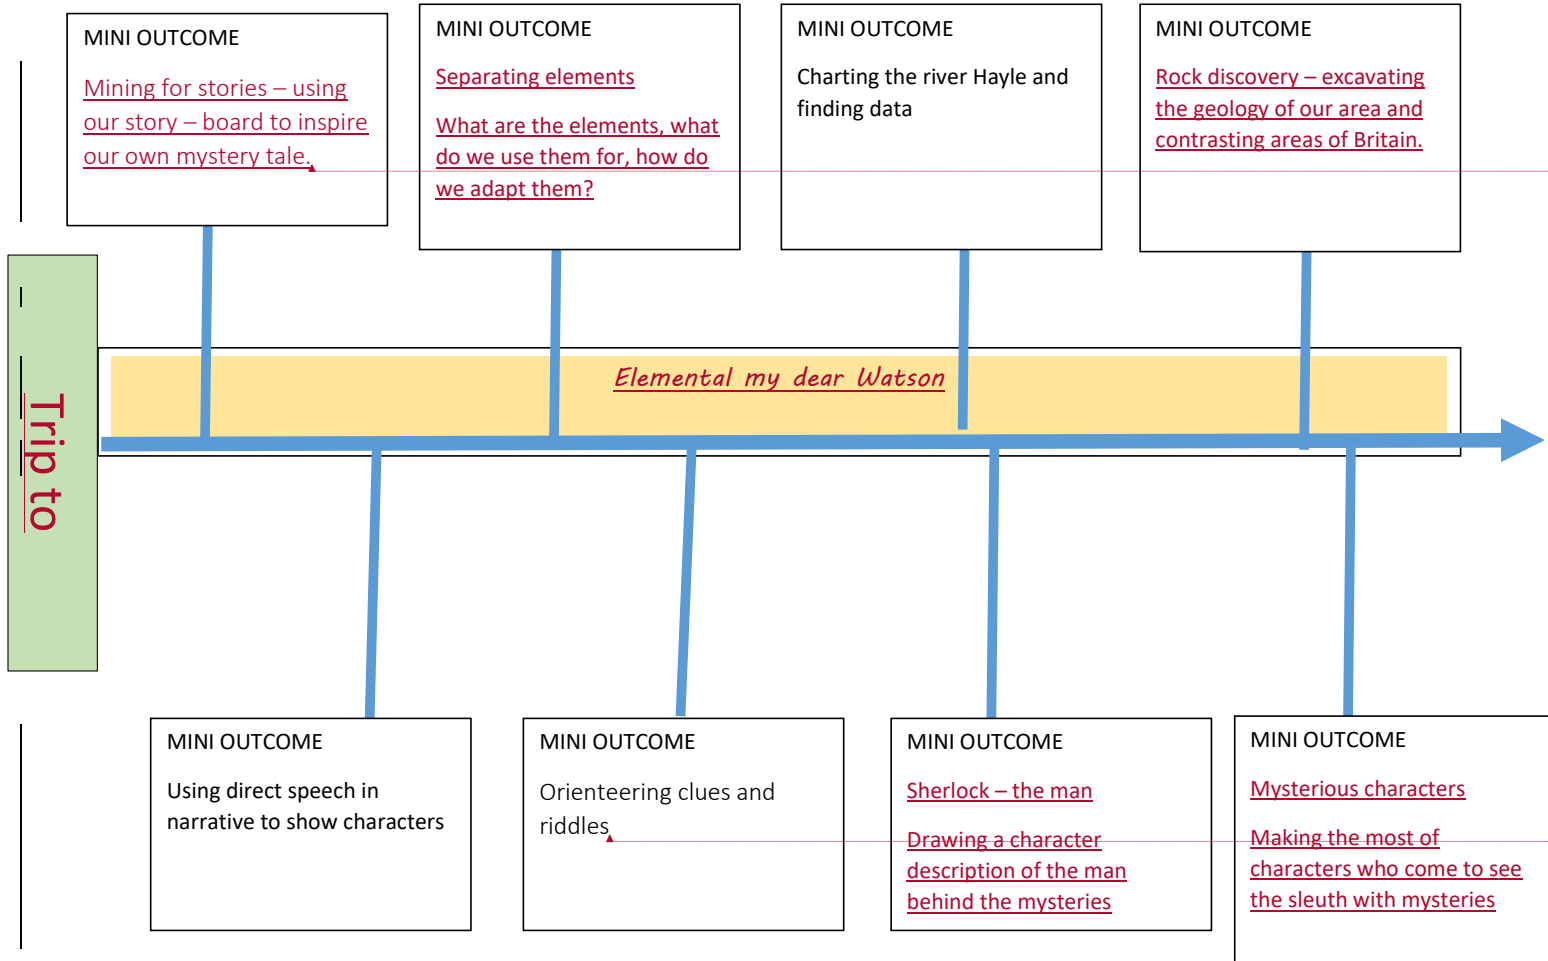 MINI OUTCOME
Mining for stories – using
our story – board to inspire
our own mystery tale.
MINI OUTCOME
Separating elements
What are the elements, what
do we use them for, how do
we adapt them?
MINI OUTCOME
Charting the river Hayle and
finding data
MINI OUTCOME
Rock discovery – excavating
the geology of our area and
contrasting areas of Britain.
Trip to
Elemental my dear Watson
MINI OUTCOME
Using direct speech in
narrative to show characters
MINI OUTCOME
Orienteering clues and
riddles
MINI OUTCOME
Sherlock – the man
Drawing a character
description of the man
behind the mysteries
MINI OUTCOME
Mysterious characters
Making the most of
characters who come to see
the sleuth with mysteries